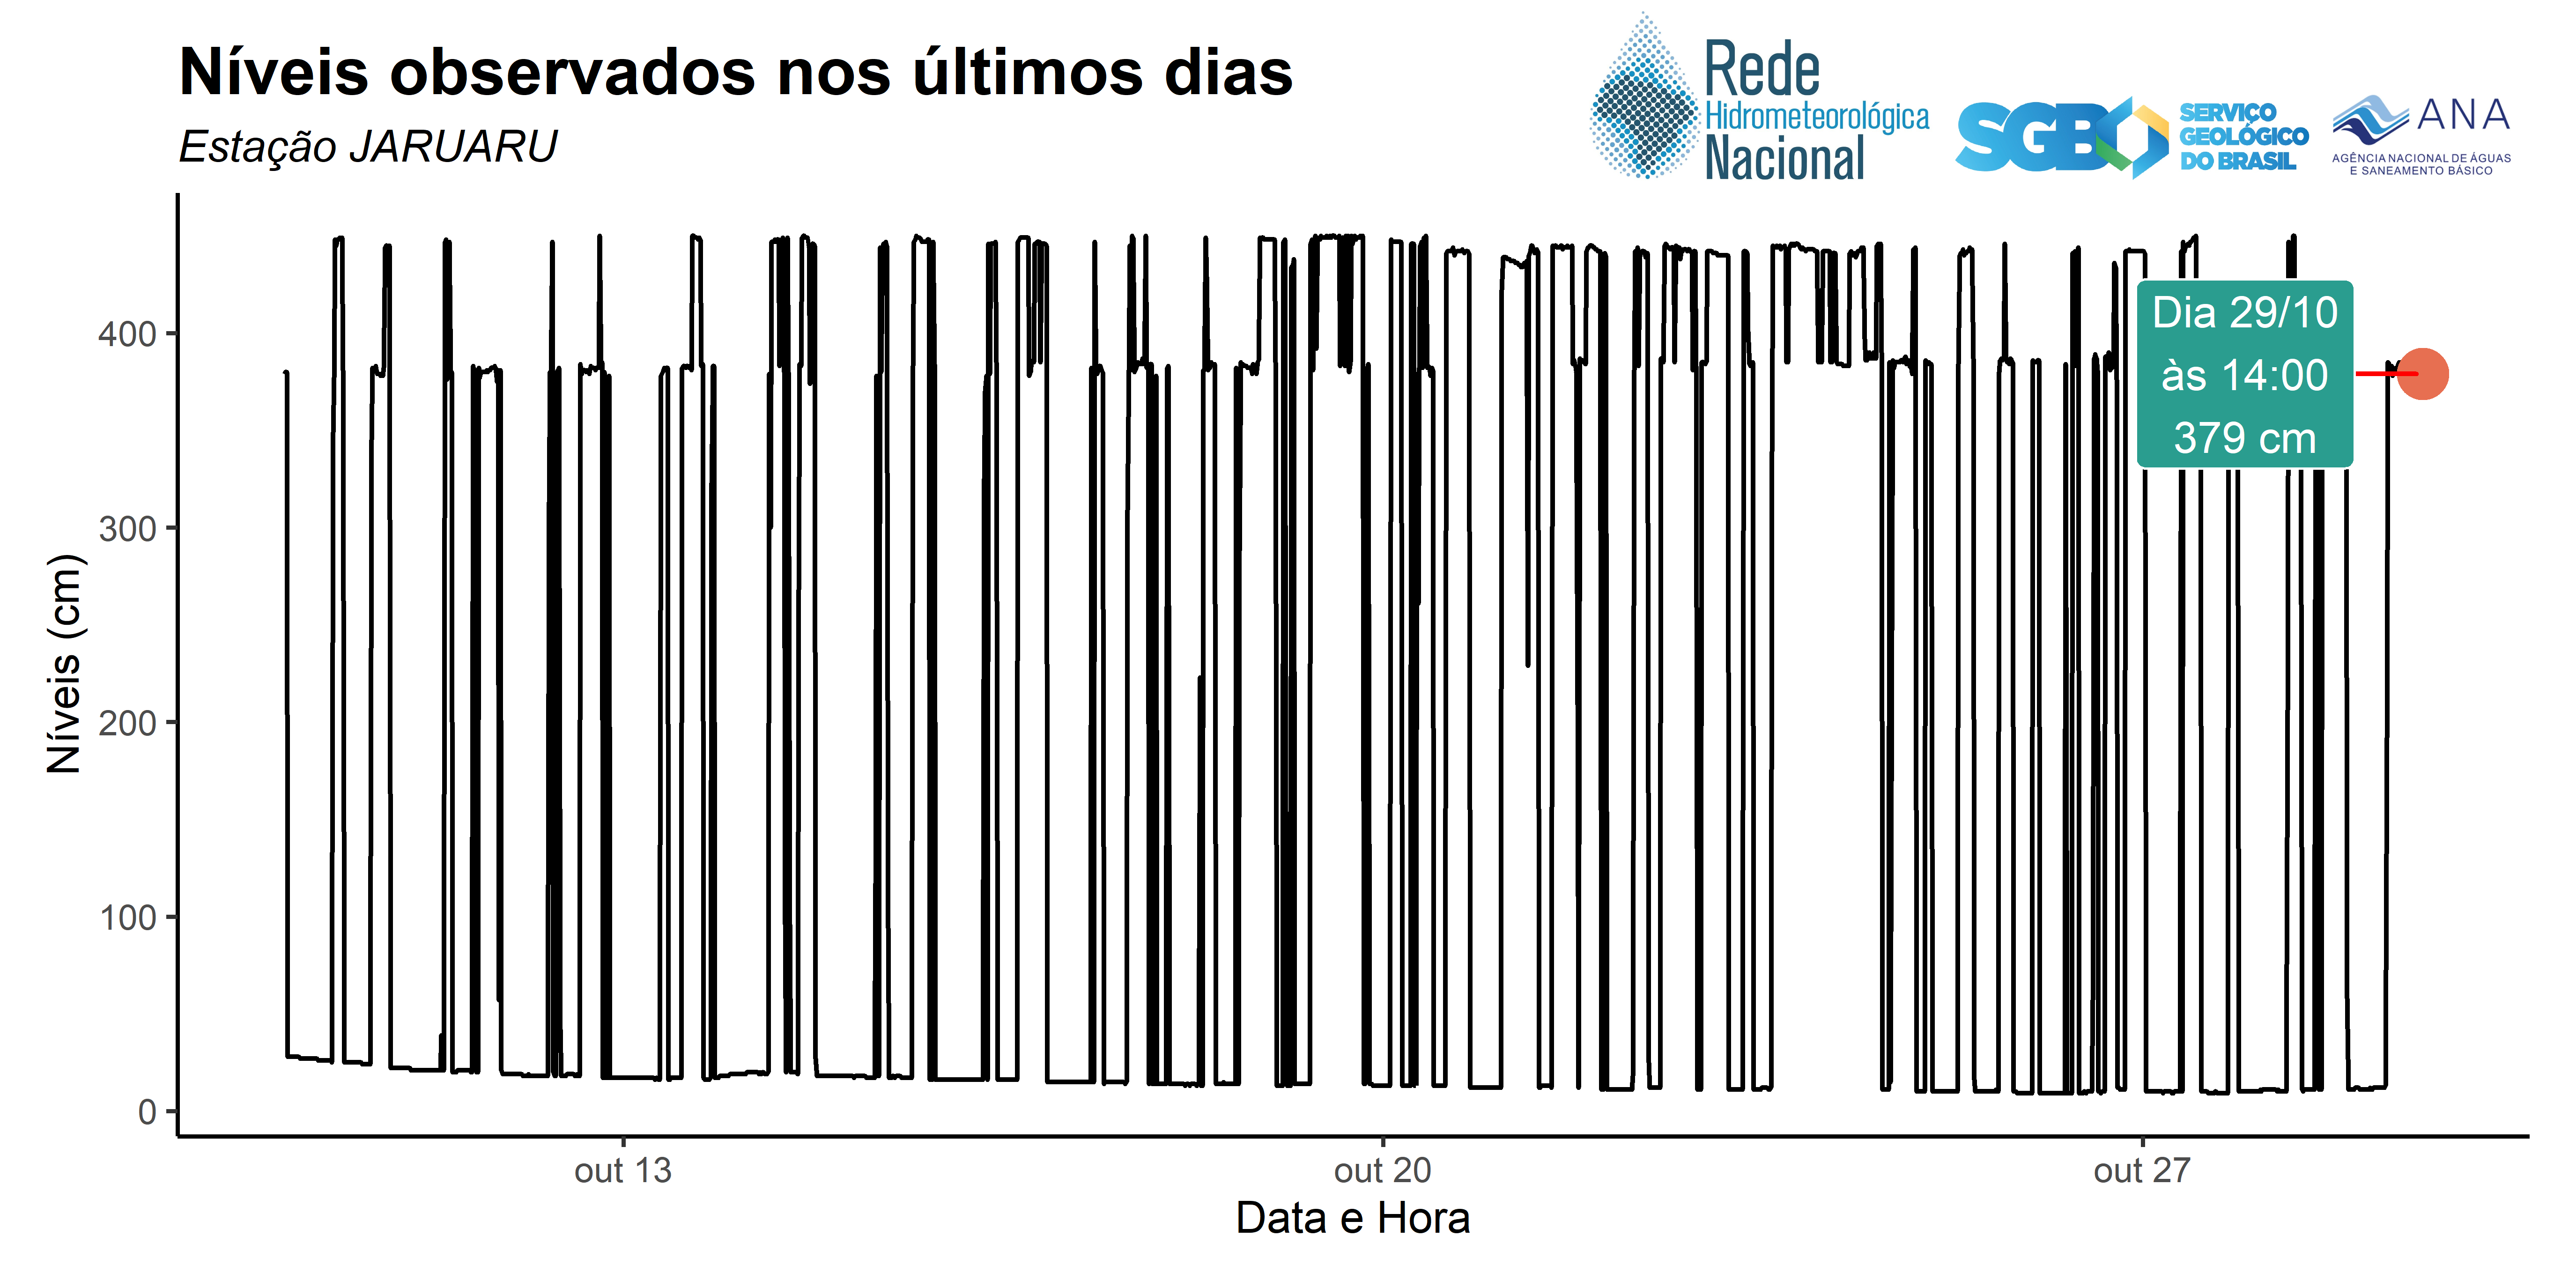 Níveis observados nos últimos dias
Estação JARUARU
Rede
Hidrometeorológica
Nacional
SGB
SERVIÇO
GEOLÓGICO
DO BRASIL
ANA
AGÊNCIA NACIONAL DE ÁGUAS
E SANEAMENTO BÁSICO
Níveis (cm)
400
300
200
100
0
Dia 29/10
às 14:00
379 cm
out 13
out 20
out 27
Data e Hora